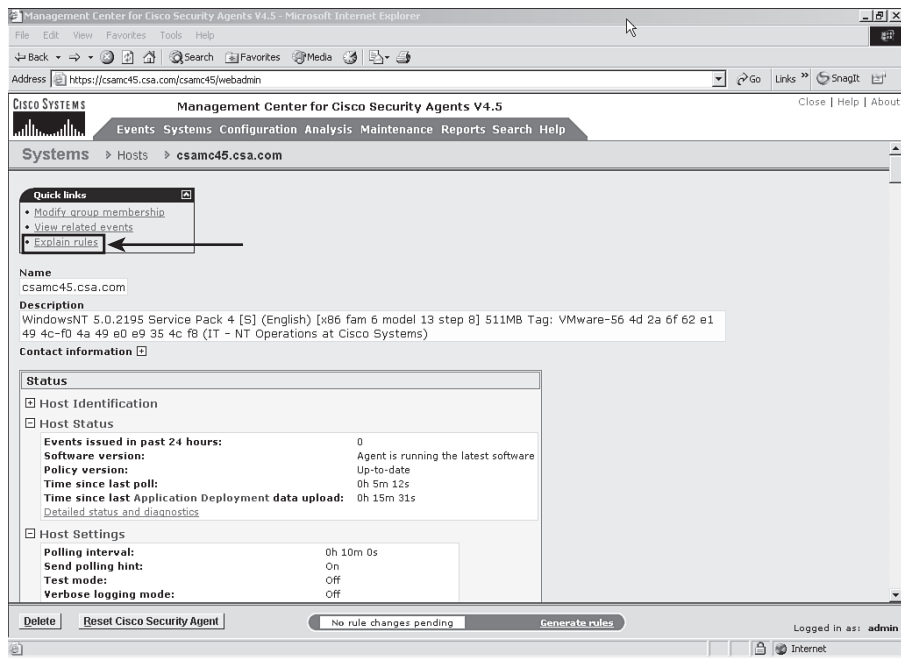 Management Center for Cisco Security Agents V4.5 - Microsoft Internet Explorer
File Edit View Favorites Tools Help
Back Search Favorites Media
Address https://csamc45.csa.com/csamc45/webadmin Go Links » SnagIt
CISCO SYSTEMS
Management Center for Cisco Security Agents V4.5
Close | Help | About
Events Systems Configuration Analysis Maintenance Reports Search Help
Systems Hosts csamc45.csa.com
Quick links
Modify group membership
View related events
Explain rules
Name
csamc45.csa.com
Description
WindowsNT 5.0.2195 Service Pack 4 [S] (English) [x86 fam 6 model 13 step 8] 511MB Tag: VMware-56 4d 2a 6f 62 e1
49 4c-f0 4a 49 e0 e9 35 4c f8 (IT - NT Operations at Cisco Systems)
Contact information
Status
Host Identification
Host Status
Events issued in past 24 hours: 0
Software version: Agent is running the latest software
Policy version: Up-to-date
Time since last poll: 0h 5m 12s
Time since last Application Deployment data upload: 0h 15m 31s
Detailed status and diagnostics
Host Settings
Polling interval: 0h 10m 0s
Send polling hint: On
Test mode: Off
Verbose logging mode: Off
Delete Reset Cisco Security Agent No rule changes pending Generate rules
Logged in as: admin
Internet